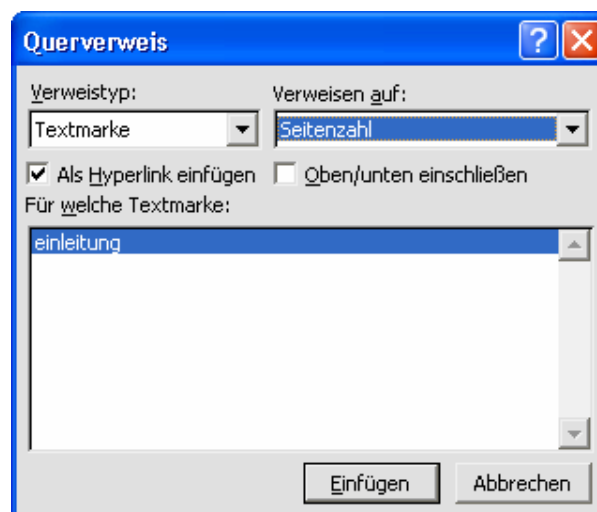 Querverweis
Verweistyp: Verweisen auf:
Textmarke Seitenzahl
Als Hyperlink einfügen Oben/unten einschließen
Für welche Textmarke:
einleitung
Einfügen Abbrechen